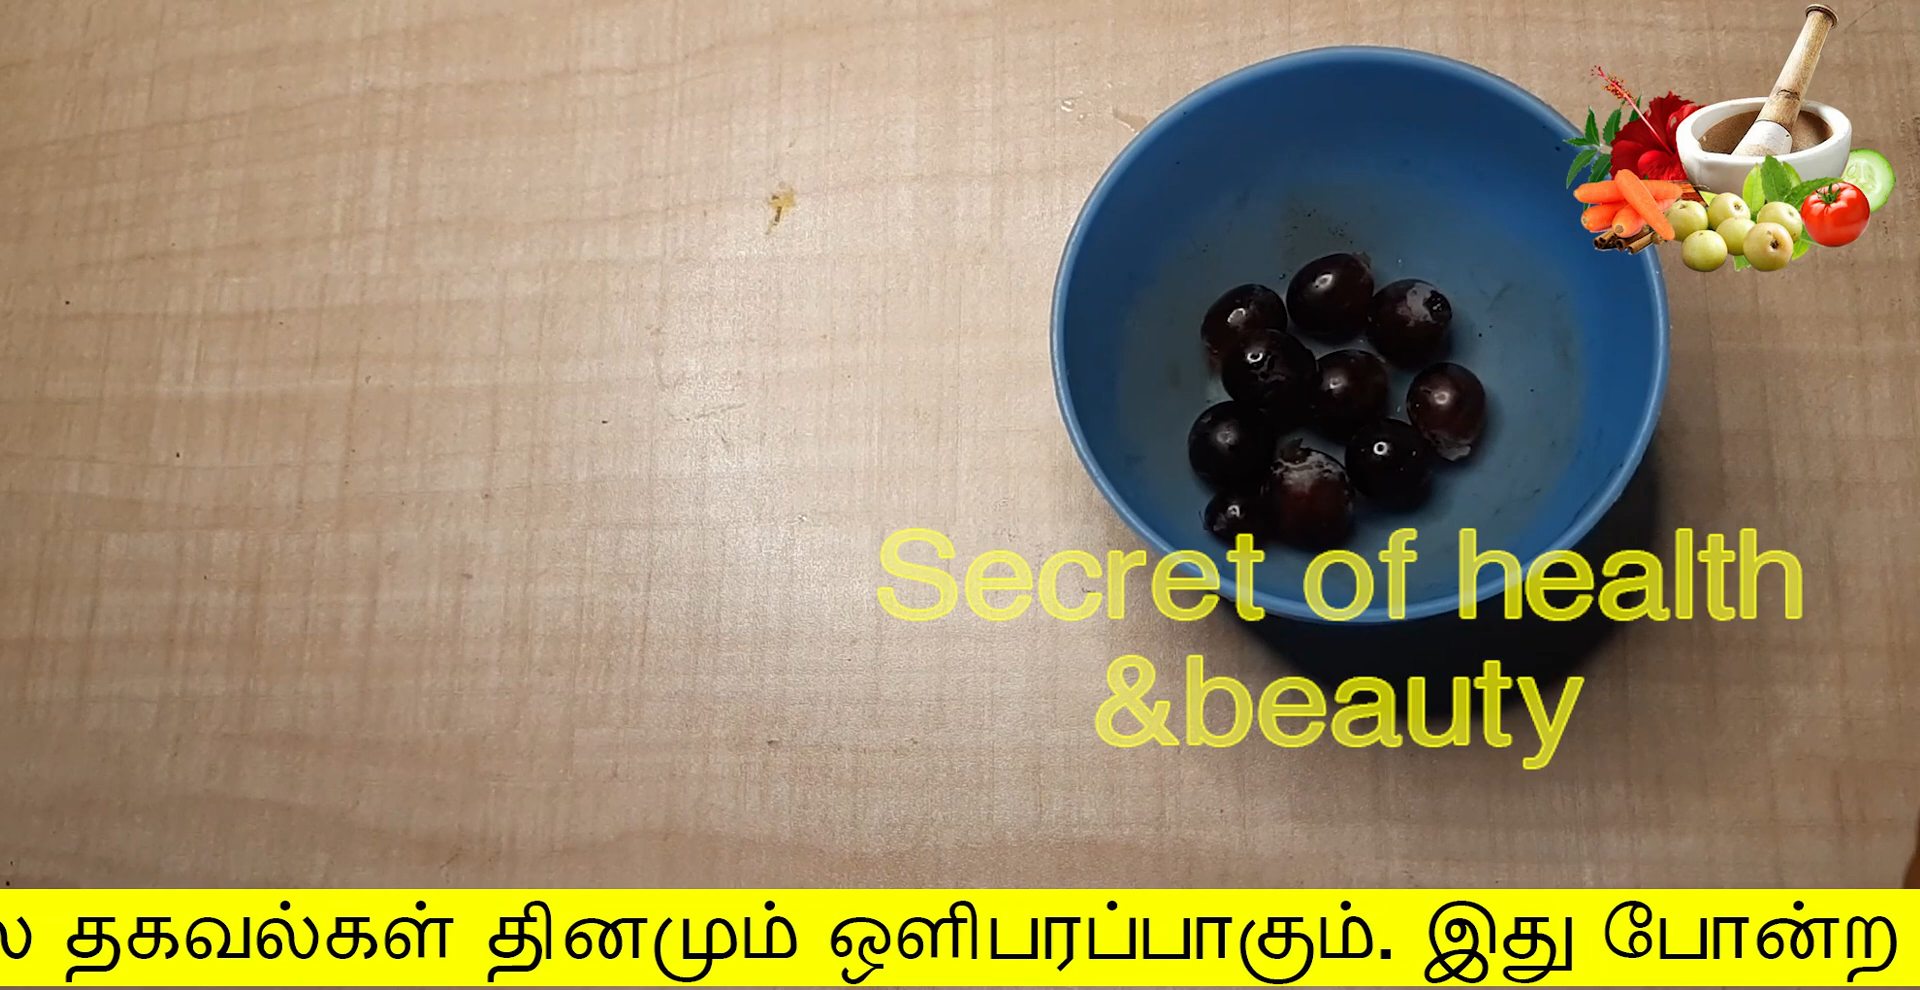 Secret of health
&beauty
தகவல்கள் தினமும் ஒளிபரப்பாகும். இது போன்ற